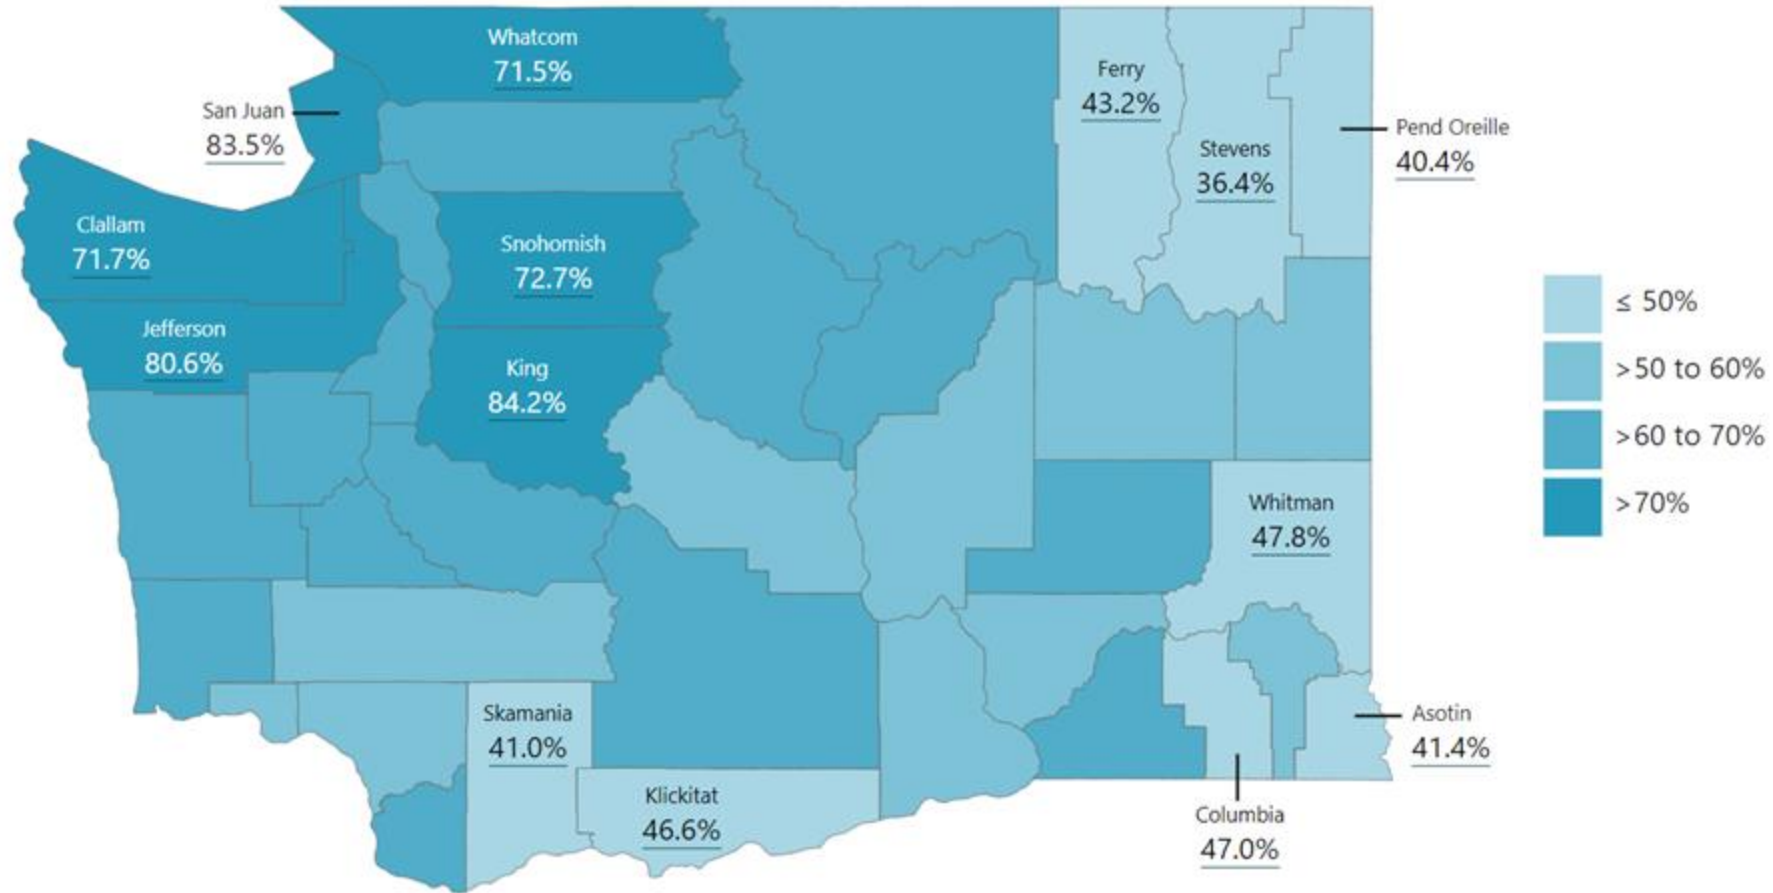 Whatcom
71.5%
San Juan
83.5%
Clallam
71.7%
Jefferson
80.6%
Snohomish
72.7%
King
84.2%
Ferry
43.2%
Stevens
36.4%
Pend Oreille
40.4%
Whitman
47.8%
Skamania
41.0%
Klickitat
46.6%
Columbia
47.0%
Asotin
41.4%
≤ 50%
>50 to 60%
>60 to 70%
>70%